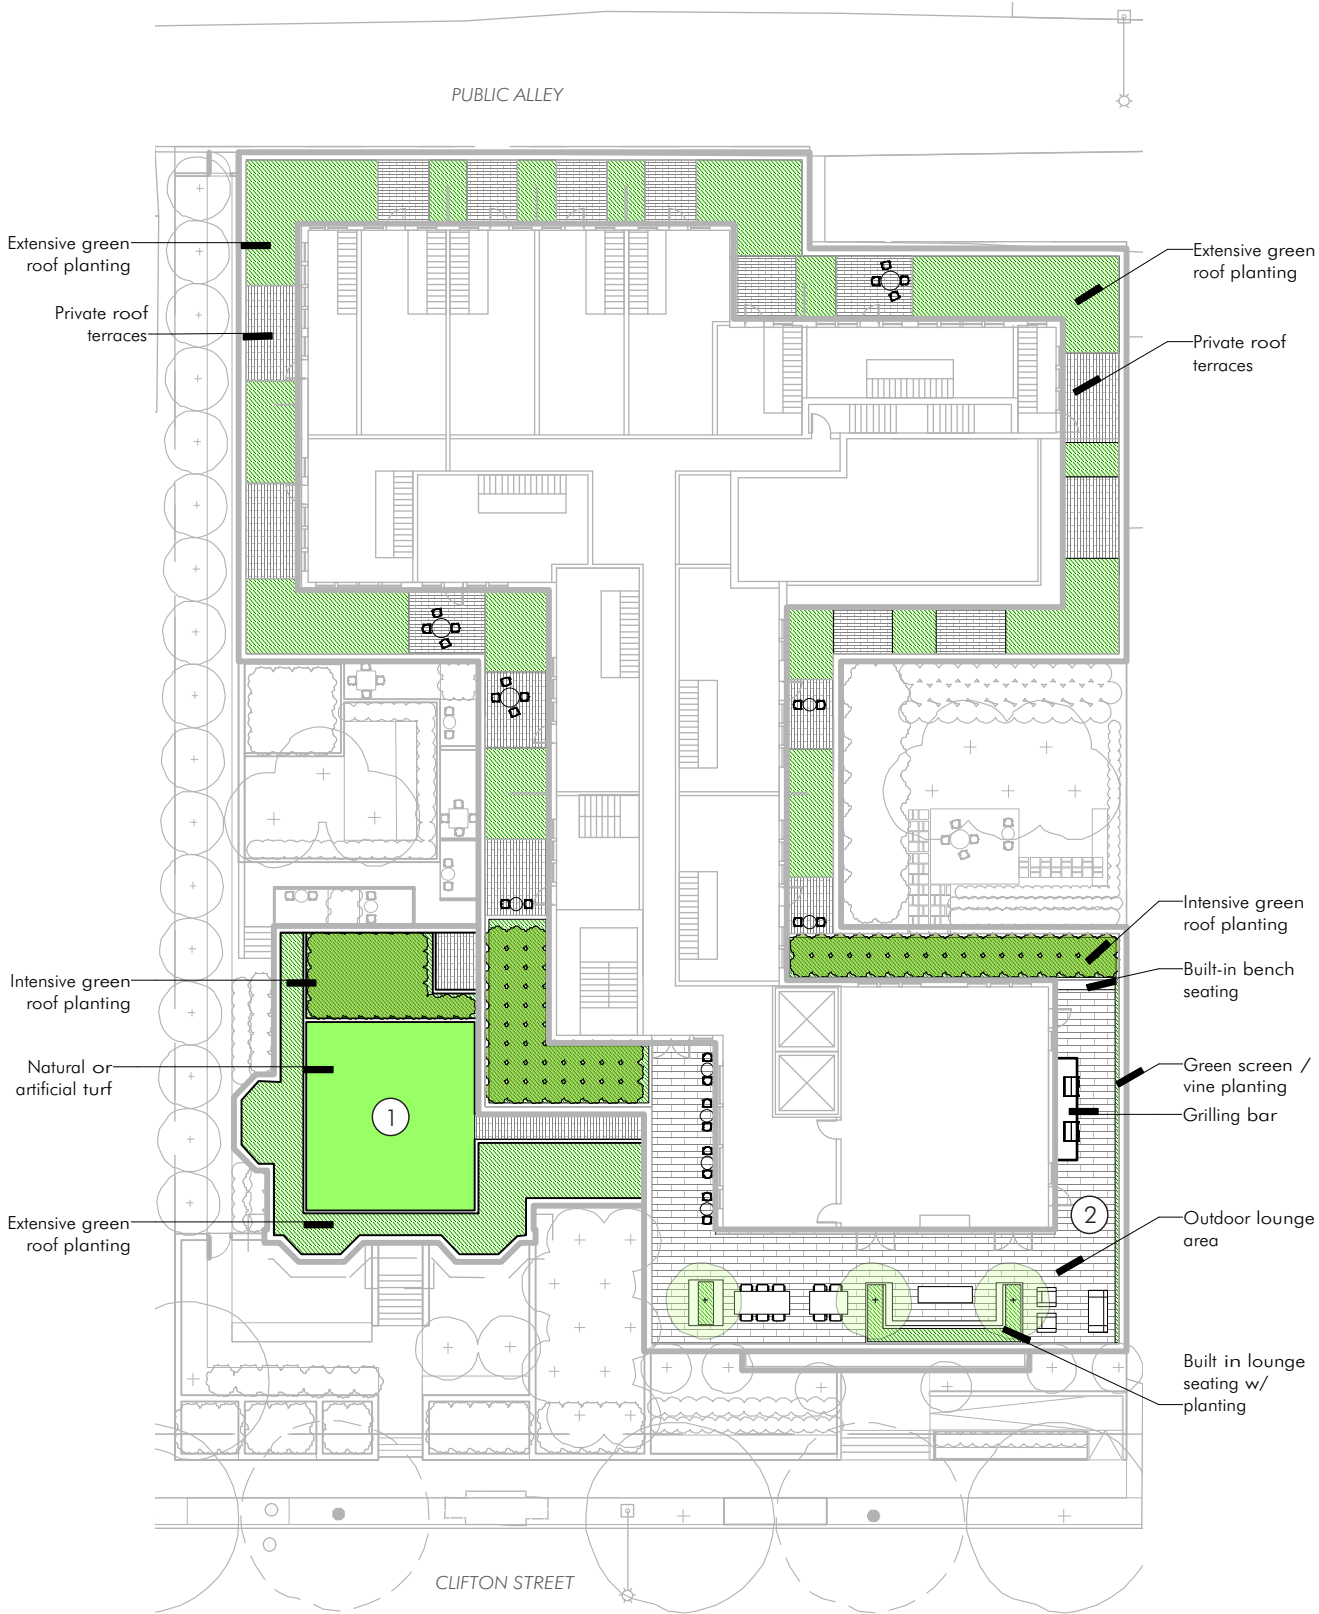 PUBLIC ALLEY
Extensive green
roof planting
Private roof
terraces
Extensive green
roof planting
Private roof
terraces
Intensive green
roof planting
Built-in bench
seating
Intensive green
roof planting
Natural or
artificial turf
Green screen /
vine planting
Grilling bar
1
2
Extensive green
roof planting
Outdoor lounge
area
Built in lounge
seating w/
planting
CLIFTON STREET